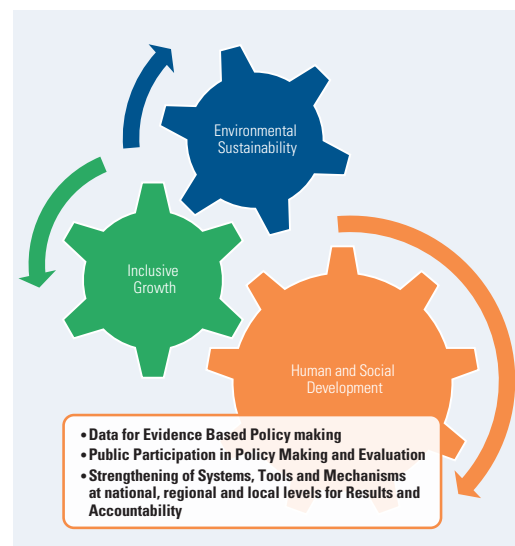 Environmental
Sustainability
Inclusive
Growth
Human and Social
Development
• Data for Evidence Based Policy making
• Public Participation in Policy Making and Evaluation
• Strengthening of Systems, Tools and Mechanisms
at national, regional and local levels for Results and
Accountability